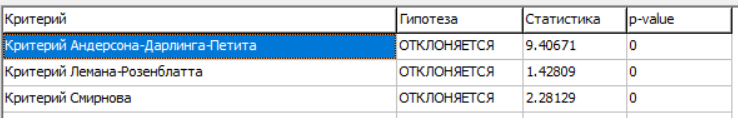 Критерий Гипотеза Статистика p-value
Критерий Андерсона-Дарлинга-Петита ОТКЛОНЯЕТСЯ 9.40671 0
Критерий Лемана-Розенблатта ОТКЛОНЯЕТСЯ 1.42809 0
Критерий Смирнова ОТКЛОНЯЕТСЯ 2.28129 0